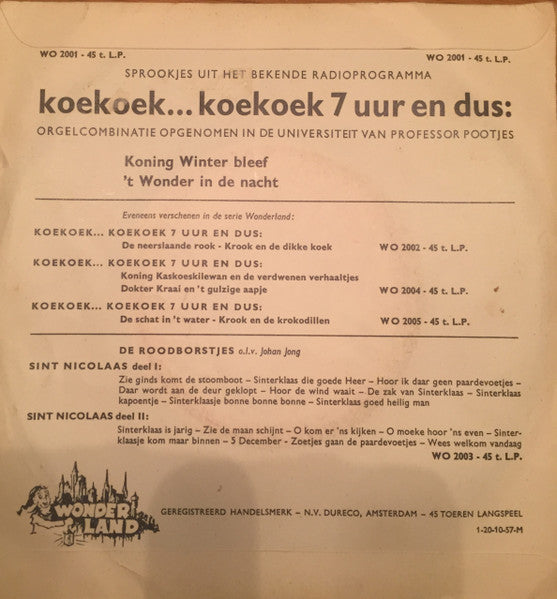 WO 2001 - 45 t. L.P. WO 2001 - 45 t. L.P.
SPROOKJES UIT HET BEKENDE RADIOPROGRAMMA
koekoek... koekoek 7 uur en dus:
ORGELCOMBINATIE OPGENOMEN IN DE UNIVERSITEIT VAN PROFESSOR POOTJES
Koning Winter bleef
't Wonder in de nacht
Eveneens verschenen in de serie Wonderland:
KOEKOEK... KOEKOEK 7 UUR EN DUS:
De neerslaande rook - Krook en de dikke koek WO 2002 - 45 t. L.P.
KOEKOEK... KOEKOEK 7 UUR EN DUS:
Koning Kaskoeskilewan en de verdwenen verhaaltjes
Dokter Kraai en 't gulzige aapje WO 2004 - 45 t. L.P.
KOEKOEK... KOEKOEK 7 UUR EN DUS:
De schat in 't water - Krook en de krokodillen WO 2005 - 45 t. L.P.
DE ROODBORSTJES o.l.v. Johan Jong
SINT NICOLAAS deel I:
Zie ginds komt de stoomboot – Sinterklaas die goede Heer – Hoor ik daar geen paardevoetjes –
Daar wordt aan de deur geklopt – Hoor de wind waait – De zak van Sinterklaas – Sinterklaas
kapoentje – Sinterklaasje bonne bonne bonne – Sinterklaas goed heilig man
SINT NICOLAAS deel II:
Sinterklaas is jarig – Zie de maan schijnt – O kom er 'ns kijken – O moeke hoor 'ns even – Sinter-
klaasje kom maar binnen – 5 December - Zoetjes gaan de paardevoetjes – Wees welkom vandaag
WO 2003 - 45 t. L.P.
WONDER
LAND
GEREGISTREERD HANDELSMERK – N.V. DURECO, AMSTERDAM – 45 TOEREN LANGSPEEL
1-20-10-57-M